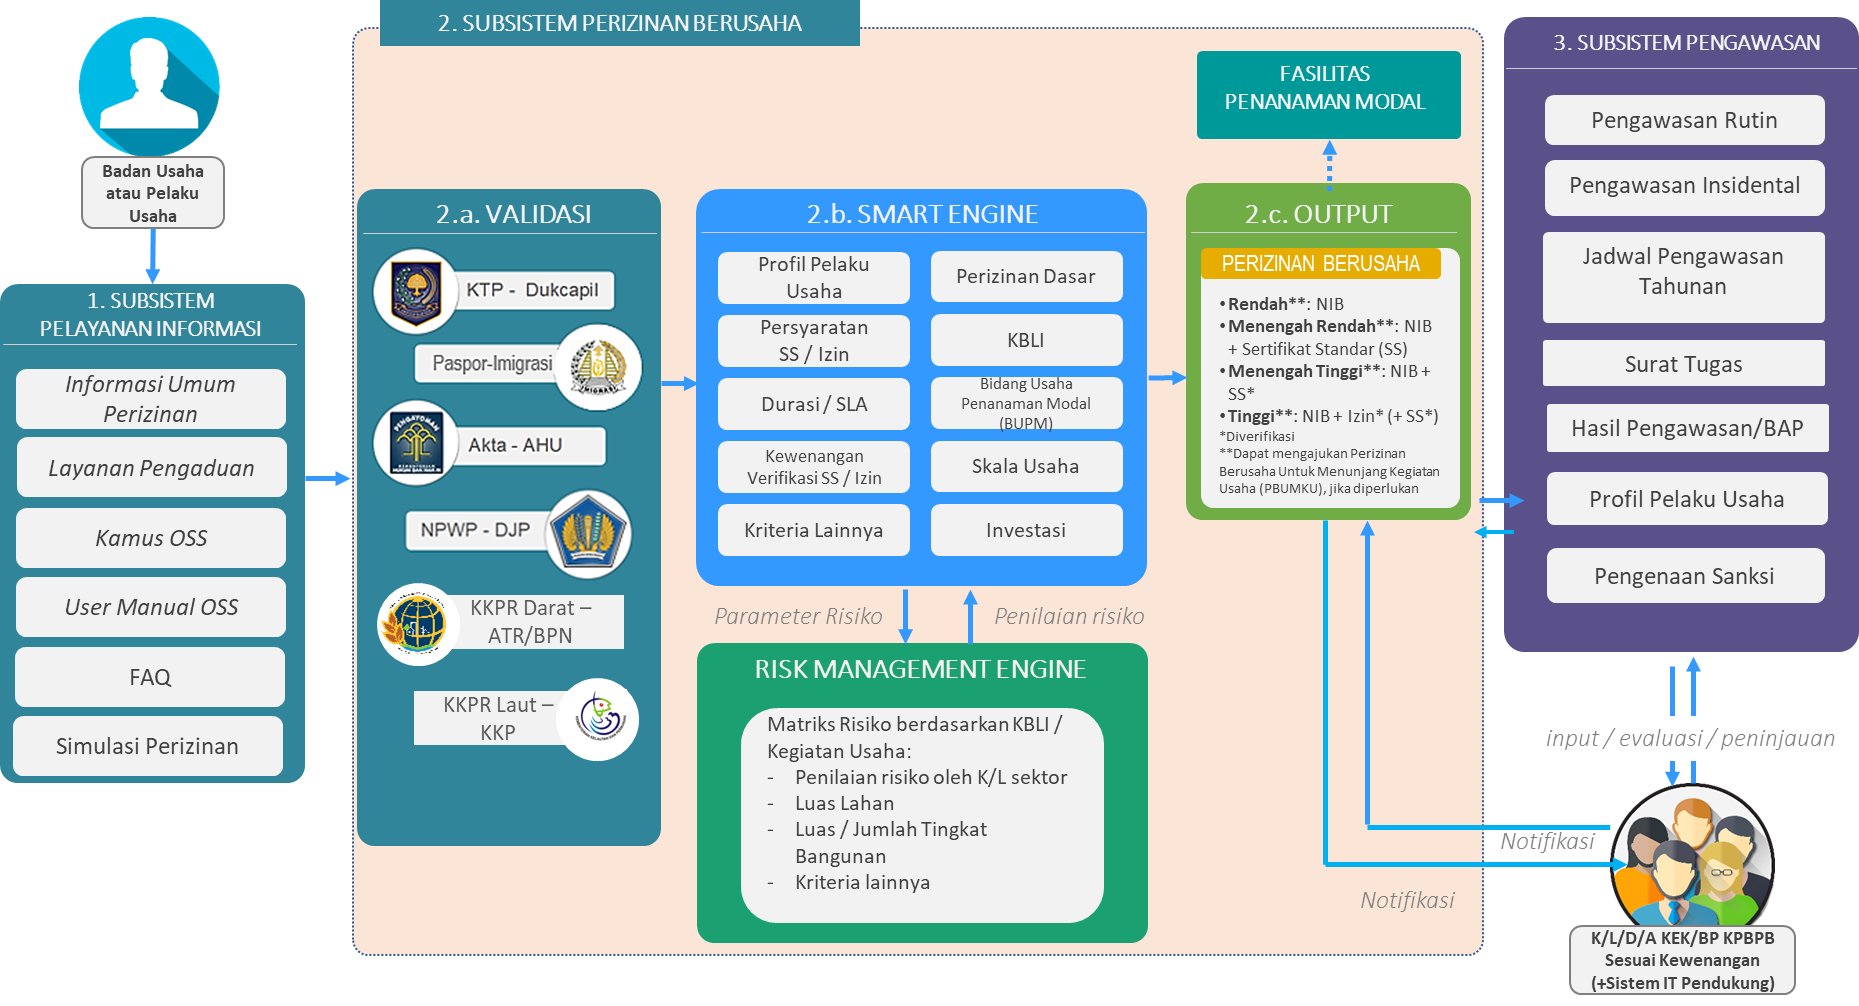 Badan Usaha
atau Pelaku
Usaha
1. SUBSISTEM
PELAYANAN INFORMASI
Informasi Umum
Perizinan
Layanan Pengaduan
Kamus OSS
User Manual OSS
FAQ
Simulasi Perizinan
2. SUBSISTEM PERIZINAN BERUSAHA
2.a. VALIDASI
KTP - Dukcapil
Paspor-Imigrasi
IMIGRASI
PENGAYOMAN
Akta - AHU
NPWP - DJP
KKPR Darat –
ATR/BPN
KKPR Laut –
KKP
2.b. SMART ENGINE
Profil Pelaku
Usaha
Persyaratan
SS / Izin
Durasi / SLA
Kewenangan
Verifikasi SS / Izin
Kriteria Lainnya
Perizinan Dasar
KBLI
Bidang Usaha
Penanaman Modal
(BUPM)
Skala Usaha
Investasi
Parameter Risiko
Penilaian risiko
RISK MANAGEMENT ENGINE
Matriks Risiko berdasarkan KBLI /
Kegiatan Usaha:
- Penilaian risiko oleh K/L sektor
- Luas Lahan
- Luas / Jumlah Tingkat
Bangunan
- Kriteria lainnya
FASILITAS
PENANAMAN MODAL
2.c. OUTPUT
PERIZINAN BERUSAHA
• Rendah**: NIB
• Menengah Rendah**: NIB
+ Sertifikat Standar (SS)
• Menengah Tinggi**: NIB +
SS*
• Tinggi**: NIB + Izin* (+ SS*)
*Diverifikasi
**Dapat mengajukan Perizinan
Berusaha Untuk Menunjang Kegiatan
Usaha (PBUMKU), jika diperlukan
Notifikasi
Notifikasi
3. SUBSISTEM PENGAWASAN
Pengawasan Rutin
Pengawasan Insidental
Jadwal Pengawasan
Tahunan
Surat Tugas
Hasil Pengawasan/BAP
Profil Pelaku Usaha
Pengenaan Sanksi
input / evaluasi / peninjauan
K/L/D/A KEK/BP KPBPB
Sesuai Kewenangan
(+Sistem IT Pendukung)